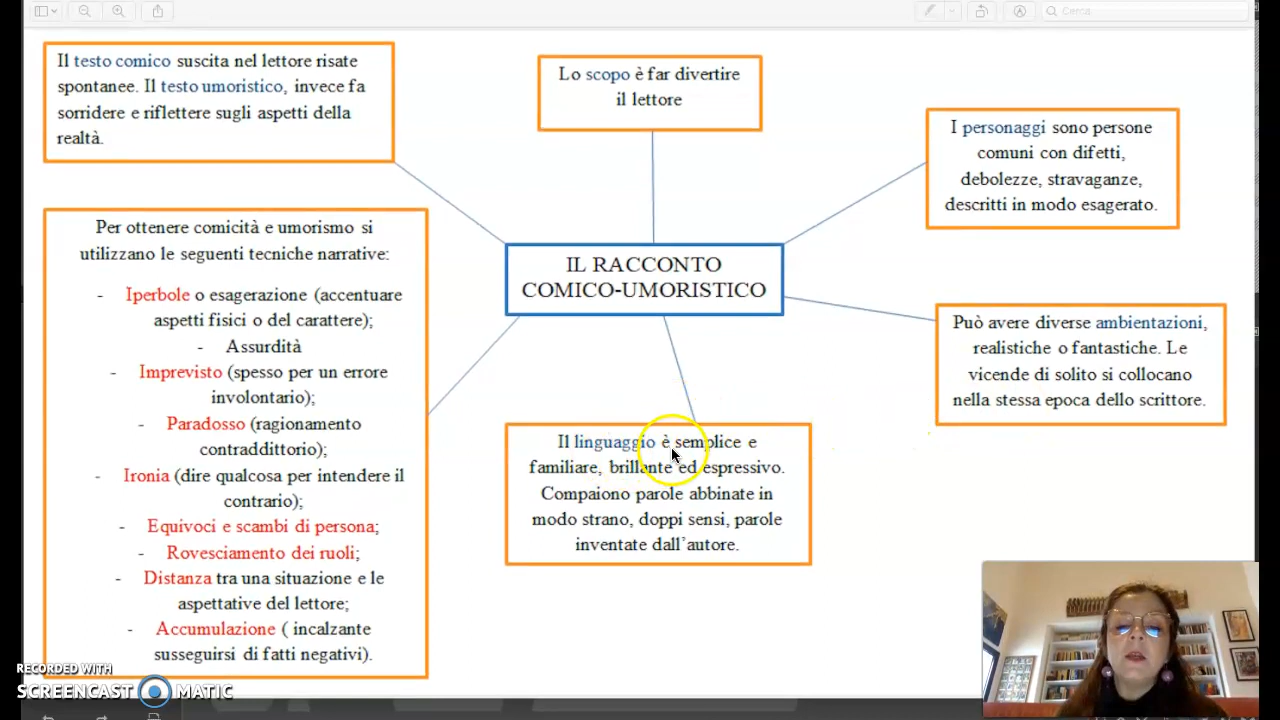 Cerca
Il testo comico suscita nel lettore risate
spontanee. Il testo umoristico, invece fa
sorridere e riflettere sugli aspetti della
realtà.
Lo scopo è far divertire
il lettore
I personaggi sono persone
comuni con difetti,
debolezze, stravaganze,
descritti in modo esagerato.
Per ottenere comicità e umorismo si
utilizzano le seguenti tecniche narrative:
- Iperbole o esagerazione (accentuare
aspetti fisici o del carattere);
- Assurdità
- Imprevisto (spesso per un errore
involontario);
- Paradosso (ragionamento
contraddittorio);
- Ironia (dire qualcosa per intendere il
contrario);
- Equivoci e scambi di persona;
- Rovesciamento dei ruoli;
- Distanza tra una situazione e le
aspettative del lettore;
- Accumulazione ( incalzante
susseguirsi di fatti negativi).
IL RACCONTO
COMICO-UMORISTICO
Può avere diverse ambientazioni,
realistiche o fantastiche. Le
vicende di solito si collocano
nella stessa epoca dello scrittore.
Il linguaggio è semplice e
familiare, brillante ed espressivo.
Compaiono parole abbinate in
modo strano, doppi sensi, parole
inventate dall'autore.
RECORDED WITH
SCREENCAST MATIC